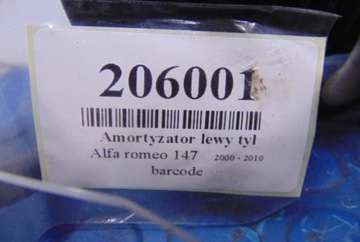 206001
Amortyzator lewy tył
Alfa romeo 147 2000 - 2010
barcode